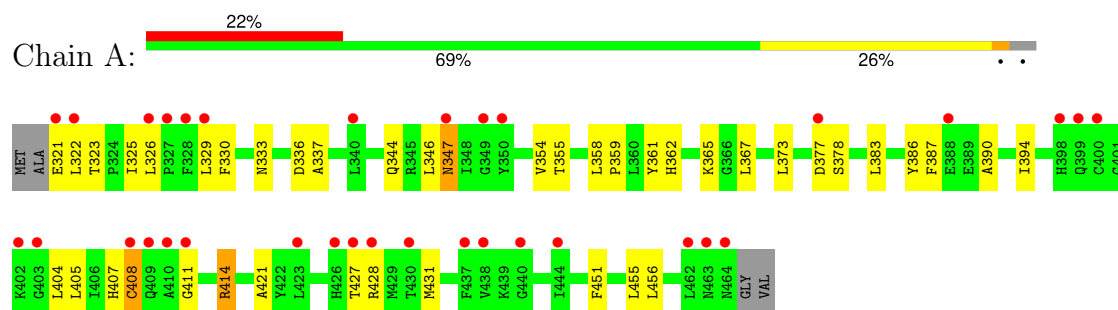 22%
Chain A:
69% 26% • •
MET ALA E321 L322 T323 P324 I325 L326 P327 F328 L329 F330 N333 D336 A337 L340 Q344 R345 L346 N347 I348 G349 Y350 V354 T355 L358 P359 L360 Y361 H362 K365 G366 L367 L373 D377 S378 L383 Y386 F387 E388 E389 A390 I394 H398 Q399 C400 G401
K402 G403 L404 L405 I406 H407 C408 Q409 A410 G411 R414 A421 Y422 L423 H426 T427 R428 M429 T430 M431 F437 V438 K439 G440 I444 F451 L455 L456 L462 N463 N464 GLY VAL